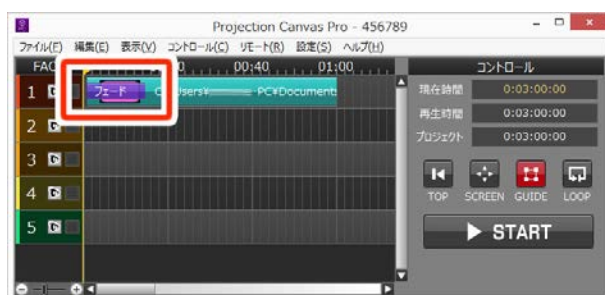 Projection Canvas Pro - 456789
ファイル(F) 編集(E) 表示(V) コントロール(C) リモート(R) 設定(S) ヘルプ(H)
00:40 01:00
コントロール
1 フェード PC¥Documents
現在時間 0:03:00:00
再生時間 0:03:00:00
2
プロジェクト 0:03:00:00
3
4
TOP SCREEN GUIDE LOOP
5
START